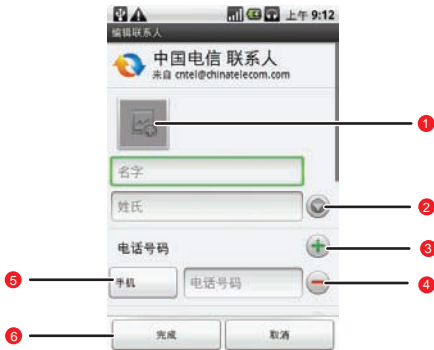 上午 9:12
编辑联系人
中国电信 联系人
来自 cntel@chinatelecom.com
1
名字
姓氏
2
电话号码
3
5
手机
电话号码
4
6
完成
取消